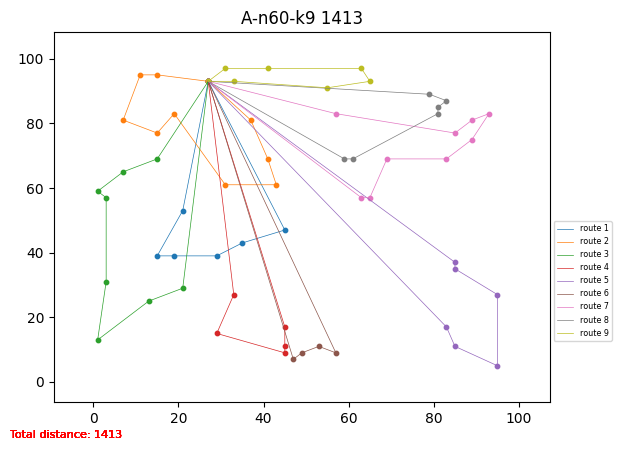 A-n60-k9 1413
100
80
60
40
20
0
0 20 40 60 80 100
route 1
route 2
route 3
route 4
route 5
route 6
route 7
route 8
route 9
Total distance: 1413